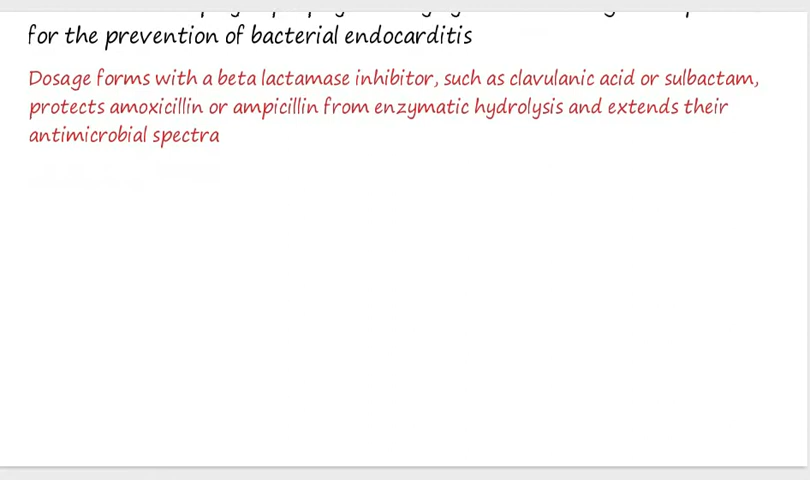 for the prevention of bacterial endocarditis
Dosage forms with a beta lactamase inhibitor, such as clavulanic acid or sulbactam,
protects amoxicillin or ampicillin from enzymatic hydrolysis and extends their
antimicrobial spectra